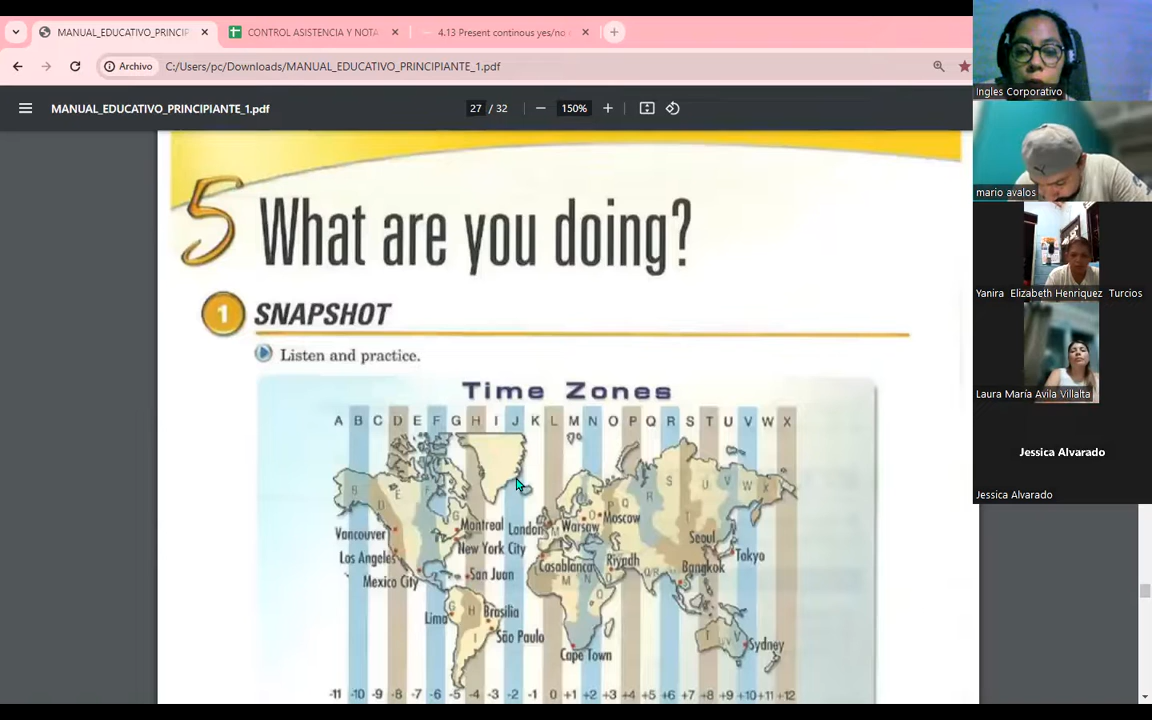 MANUAL_EDUCATIVO_PRINCIP
CONTROL ASISTENCIA Y NOTA
4.13 Present continous yes/no
Archivo
C:/Users/pc/Downloads/MANUAL_EDUCATIVO_PRINCIPIANTE_1.pdf
MANUAL_EDUCATIVO_PRINCIPIANTE_1.pdf
27 / 32
150%
5 What are you doing?
1 SNAPSHOT
Listen and practice.
Time Zones
A B C D E F G H I J K L M N O P Q R S T U V W X
Vancouver
Los Angeles
Mexico City
Montreal
New York City
San Juan
Lima
Brasília
São Paulo
London
Warsaw
Moscow
Casablanca
Riyadh
Cape Town
Seoul
Tokyo
Bangkok
Sydney
-11 -10 -9 -8 -7 -6 -5 -4 -3 -2 -1 0 +1 +2 +3 +4 +5 +6 +7 +8 +9 +10 +11 +12
Ingles Corporativo
mario avalos
Yanira Elizabeth Henriquez Turcios
Laura María Avila Villalta
Jessica Alvarado
Jessica Alvarado